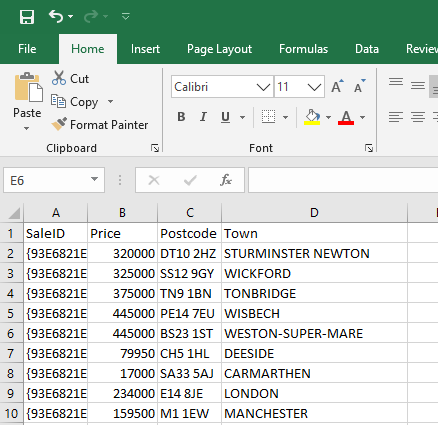 File Home Insert Page Layout Formulas Data Review
Cut
Copy
Paste
Format Painter
Clipboard
Calibri 11 A A
B I U A
Font
E6 fx
A B C D
1 SaleID Price Postcode Town
2 {93E6821E 320000 DT10 2HZ STURMINSTER NEWTON
3 {93E6821E 325000 SS12 9GY WICKFORD
4 {93E6821E 375000 TN9 1BN TONBRIDGE
5 {93E6821E 445000 PE14 7EU WISBECH
6 {93E6821E 445000 BS23 1ST WESTON-SUPER-MARE
7 {93E6821E 79950 CH5 1HL DEESIDE
8 {93E6821E 17000 SA33 5AJ CARMARTHEN
9 {93E6821E 234000 E14 8JE LONDON
10 {93E6821E 159500 M1 1EW MANCHESTER